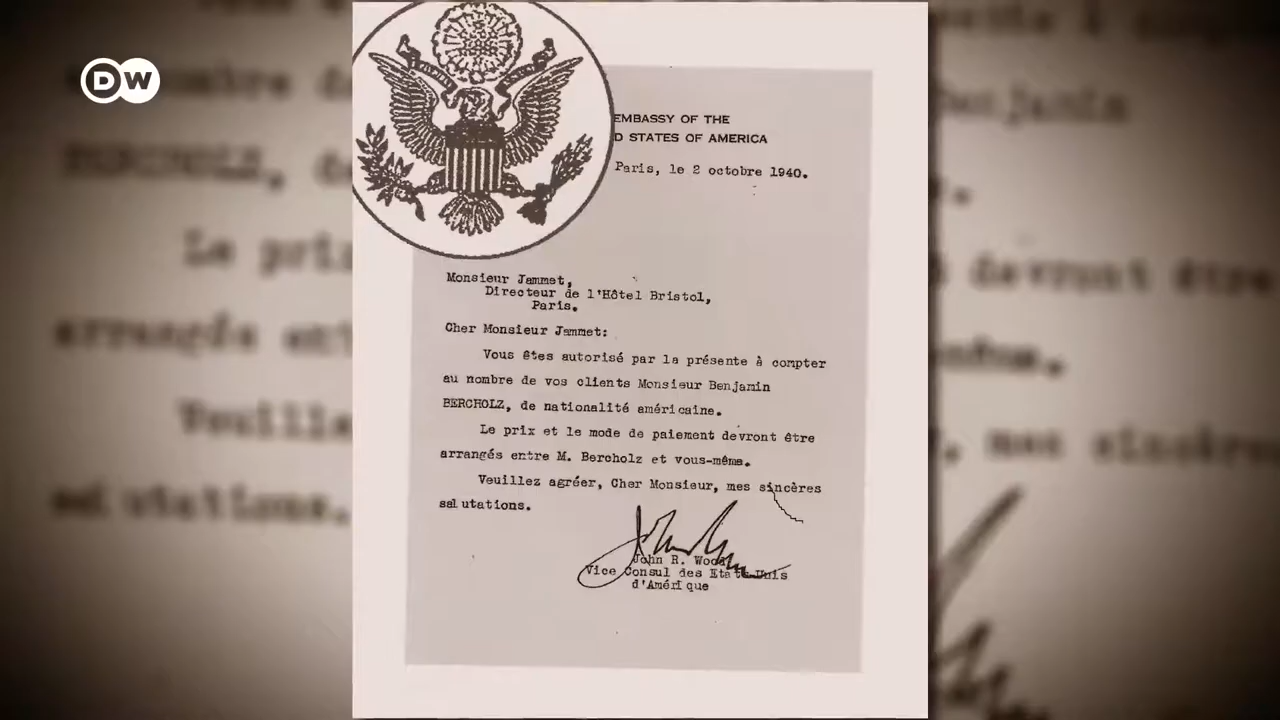 DW
EMBASSY OF THE
D STATES OF AMERICA
Paris, le 2 octobre 1940.
Monsieur Jammet,
Directeur de l'Hôtel Bristol,
Paris.
Cher Monsieur Jammet:
Vous êtes autorisé par la présente à compter
au nombre de vos clients Monsieur Benjamin
BERCHOLZ, de nationalité américaine.
Le prix et le mode de paiement devront être
arrangés entre M. Bercholz et vous-même.
Veuillez agréer, Cher Monsieur, mes sincères
salutations.
John R. Wood
Vice Consul des Etats-Unis
d'Amérique